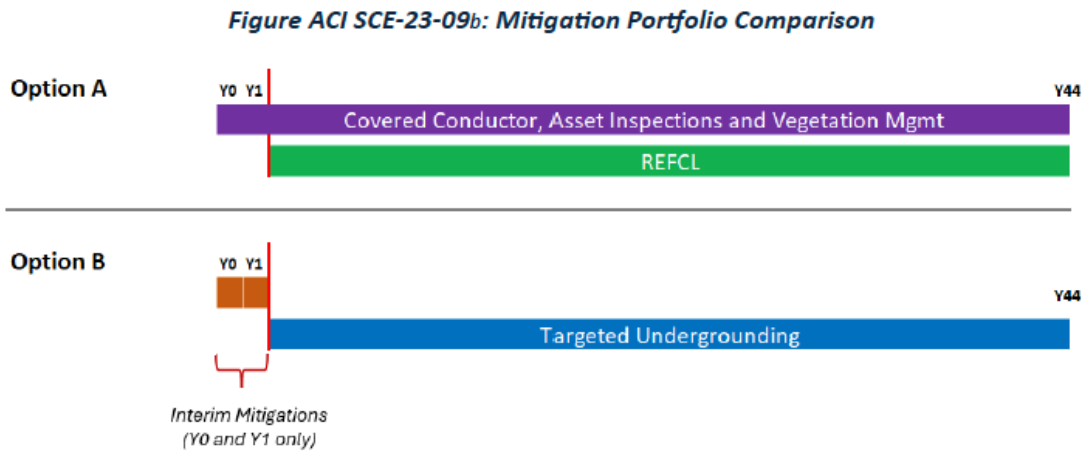 Figure ACI SCE-23-09b: Mitigation Portfolio Comparison
Option A
Y0 Y1
Y44
Covered Conductor, Asset Inspections and Vegetation Mgmt
REFCL
Option B
Y0 Y1
Y44
Targeted Undergrounding
Interim Mitigations
(Y0 and Y1 only)